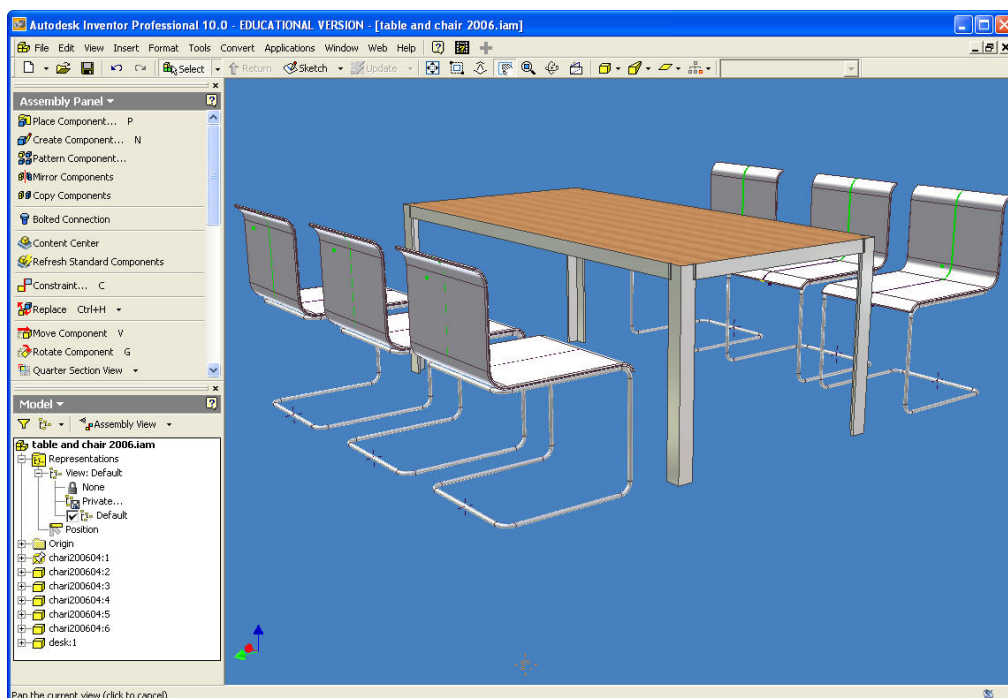 Autodesk Inventor Professional 10.0 - EDUCATIONAL VERSION - [table and chair 2006.iam]
File Edit View Insert Format Tools Convert Applications Window Web Help
Select Return Sketch Update
Assembly Panel
Place Component... P
Create Component... N
Pattern Component...
Mirror Components
Copy Components
Bolted Connection
Content Center
Refresh Standard Components
Constraint... C
Replace Ctrl+H
Move Component V
Rotate Component G
Quarter Section View
Model
Assembly View
table and chair 2006.iam
Representations
View: Default
None
Private...
Default
Position
Origin
chari200604:1
chari200604:2
chari200604:3
chari200604:4
chari200604:5
chari200604:6
desk:1
Pan the current view (click to cancel)